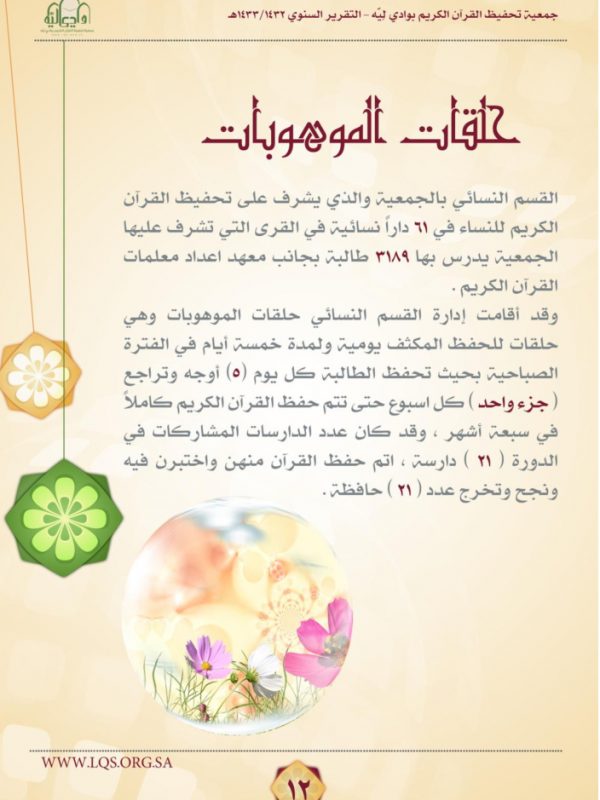 جمعية تحفيظ القرآن الكريم بوادي ليّه – التقرير السنوي ١٤٣٣/١٤٣٢هـ
وادي ليّه
حلقات الموهوبات
القسم النسائي بالجمعية والذي يشرف على تحفيظ القرآن
الكريم للنساء في ٦١ داراً نسائية في القرى التي تشرف عليها
الجمعية يدرس بها ٣١٨٩ طالبة بجانب معهد اعداد معلمات
القرآن الكريم .
وقد أقامت إدارة القسم النسائي حلقات الموهوبات وهي
حلقات للحفظ المكثف يومية ولمدة خمسة أيام في الفترة
الصباحية بحيث تحفظ الطالبة كل يوم (٥) أوجه وتراجع
( جزء واحد ) كل اسبوع حتى تتم حفظ القرآن الكريم كاملاً
في سبعة أشهر ، وقد كان عدد الدارسات المشاركات في
الدورة ( ٢١ ) دارسة ، اتم حفظ القرآن منهن واختبرن فيه
ونجح وتخرج عدد ( ٢١ ) حافظة .
WWW.LQS.ORG.SA
١٢